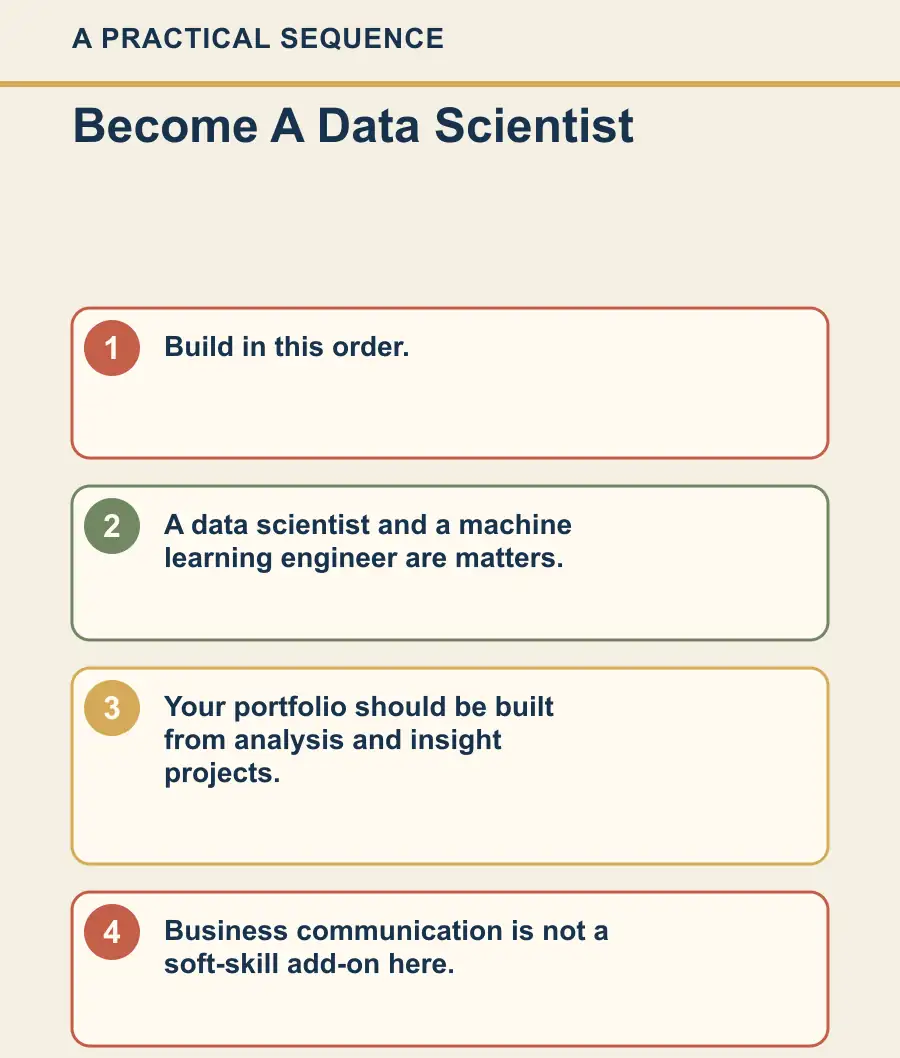 A PRACTICAL SEQUENCE
Become A Data Scientist
1
Build in this order.
2
A data scientist and a machine
learning engineer are matters.
3
Your portfolio should be built
from analysis and insight
projects.
4
Business communication is not a
soft-skill add-on here.